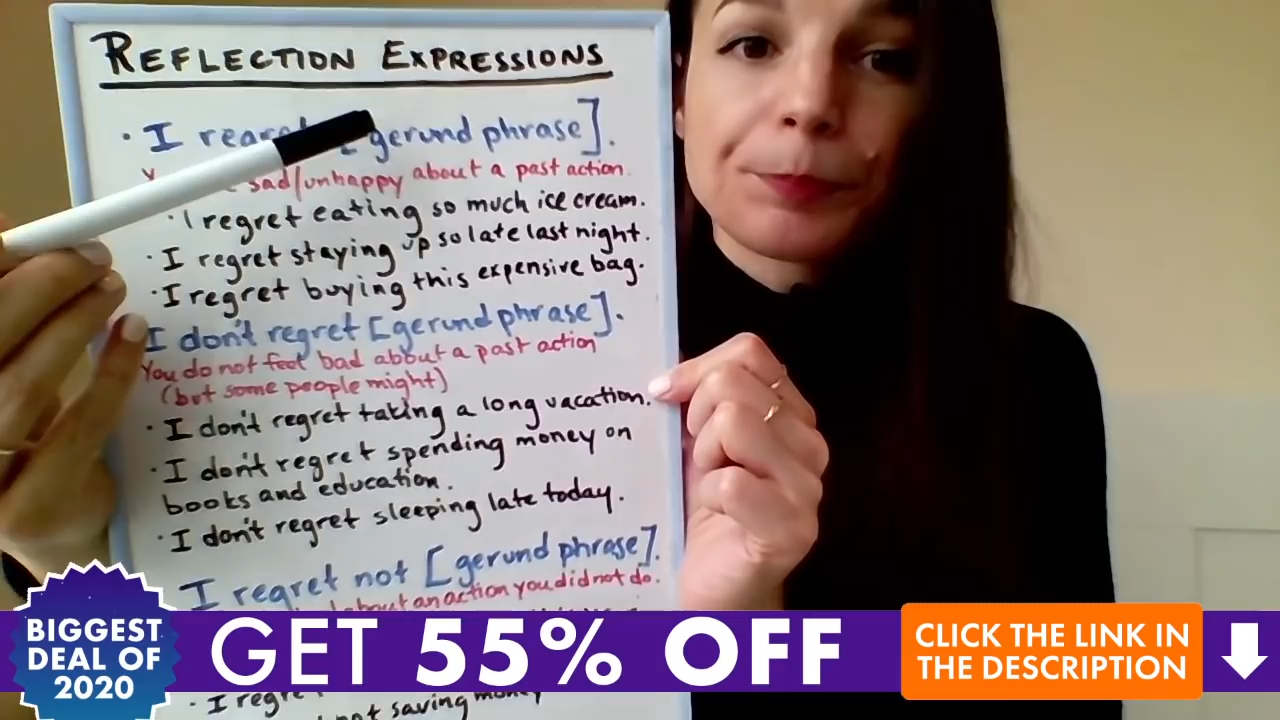 REFLECTION EXPRESSIONS
• I regret [gerund phrase].
sad/unhappy about a past action.
• I regret eating so much ice cream.
• I regret staying up so late last night.
• I regret buying this expensive bag.
I don't regret [gerund phrase].
You do not feel bad about a past action
(but some people might)
• I don't regret taking a long vacation.
• I don't regret spending money on
books and education.
• I don't regret sleeping late today.
I regret not [gerund phrase].
about an action you did not do.
BIGGEST
DEAL OF
2020
GET 55% OFF
CLICK THE LINK IN
THE DESCRIPTION
• I regre
not saving money